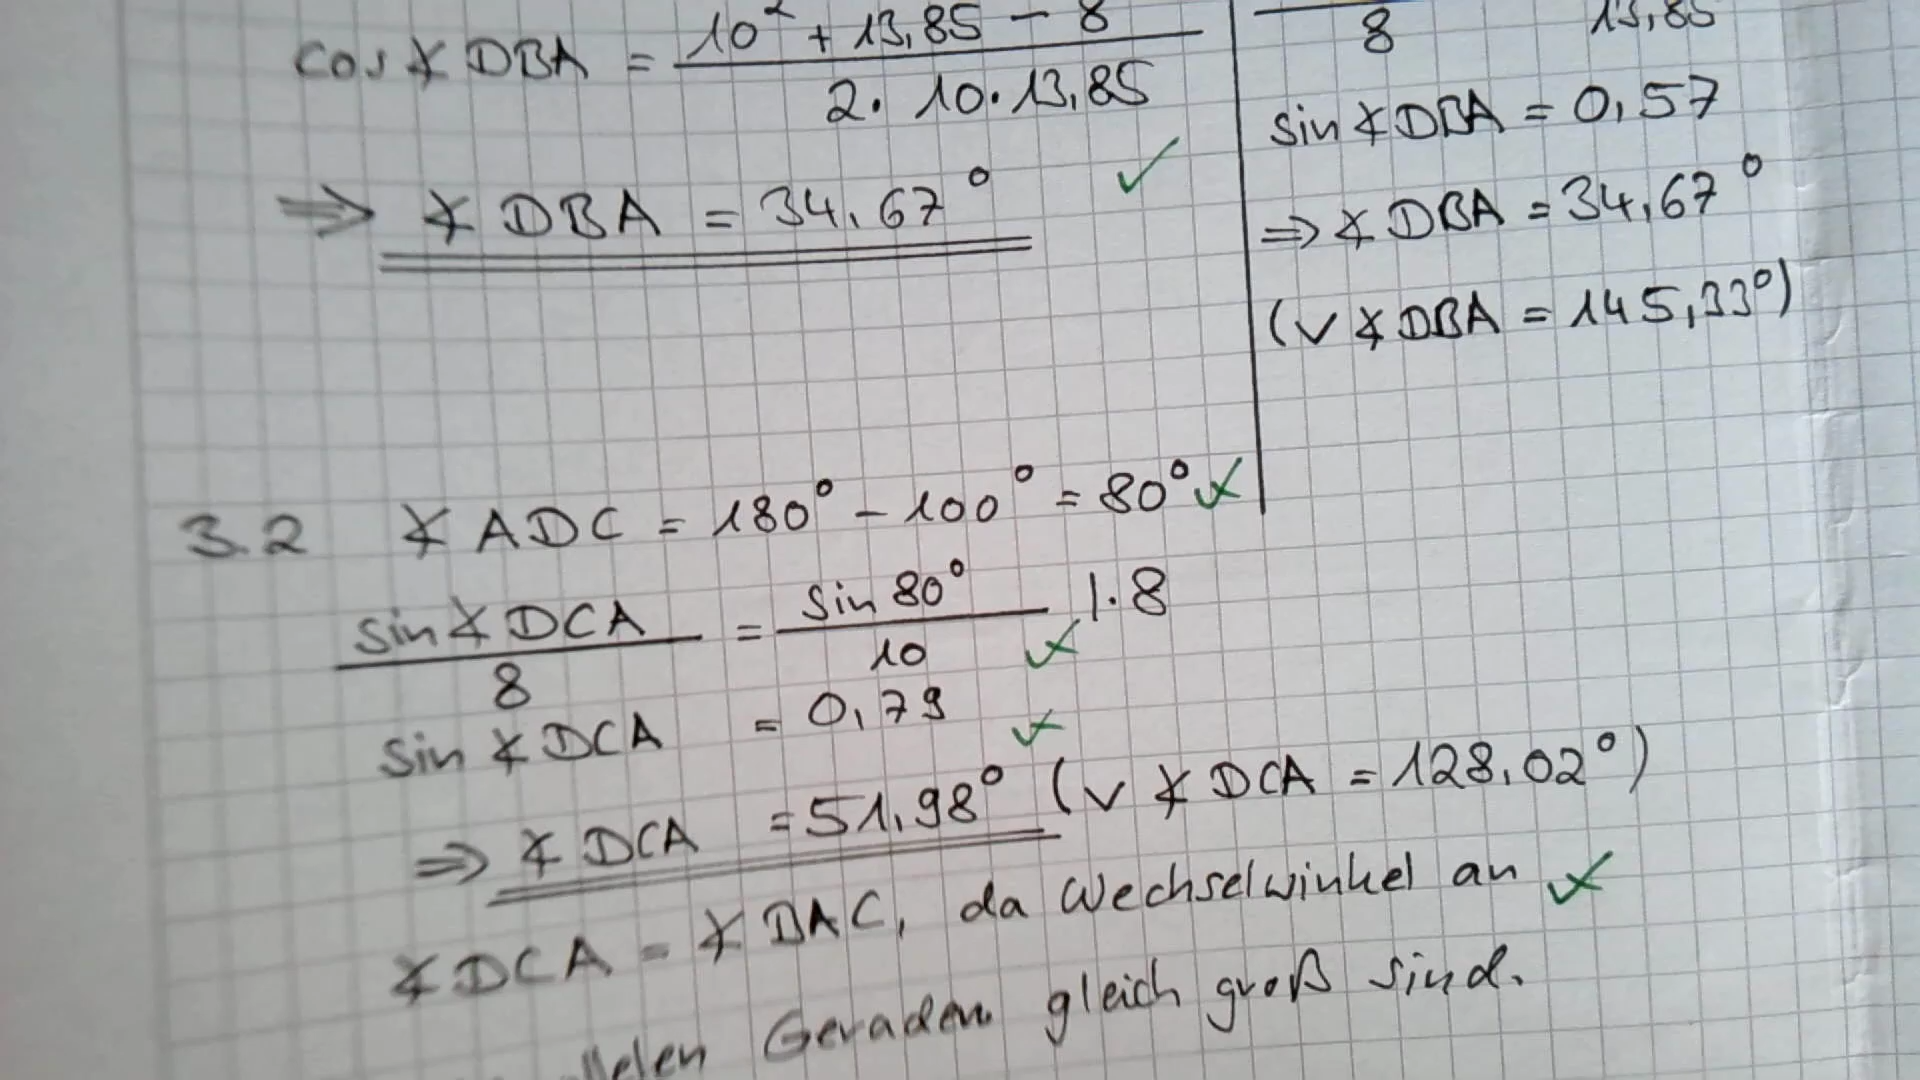 cos ∡ DBA = 10² + 13,85 - 8 / 2 · 10 · 13,85
⇒ ∡ DBA = 34,67° ✓
8 13,85
sin ∡ DBA = 0,57
⇒ ∡ DBA = 34,67°
(∨ ∡ DBA = 145,33°)
3.2 ∡ ADC = 180° - 100° = 80°
sin ∡ DCA / 8 = sin 80° / 10 | · 8
sin ∡ DCA = 0,79
⇒ ∡ DCA = 51,98° (∨ ∡ DCA = 128,02°)
∡ DCA = ∡ BAC, da Wechselwinkel an
Geraden gleich groß sind.